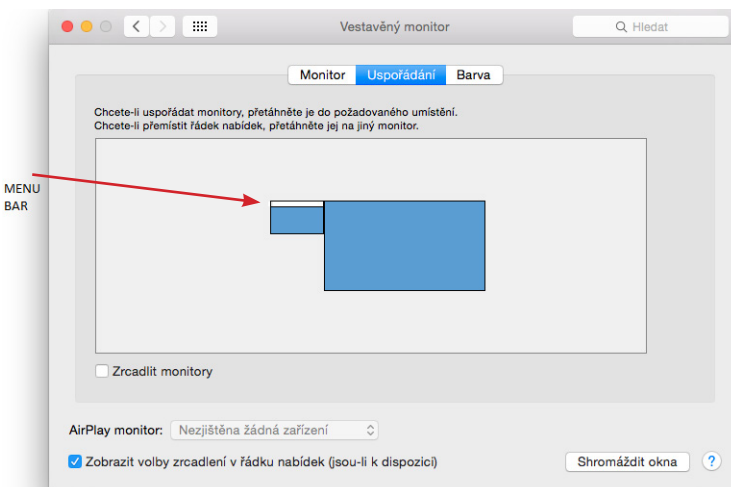 Vestavěný monitor
Hledat
Monitor Uspořádání Barva
Chcete-li uspořádat monitory, přetáhněte je do požadovaného umístění.
Chcete-li přemístit řádek nabídek, přetáhněte jej na jiný monitor.
MENU
BAR
Zrcadlit monitory
AirPlay monitor: Nezjištěna žádná zařízení
Zobrazit volby zrcadlení v řádku nabídek (jsou-li k dispozici)
Shromáždit okna ?